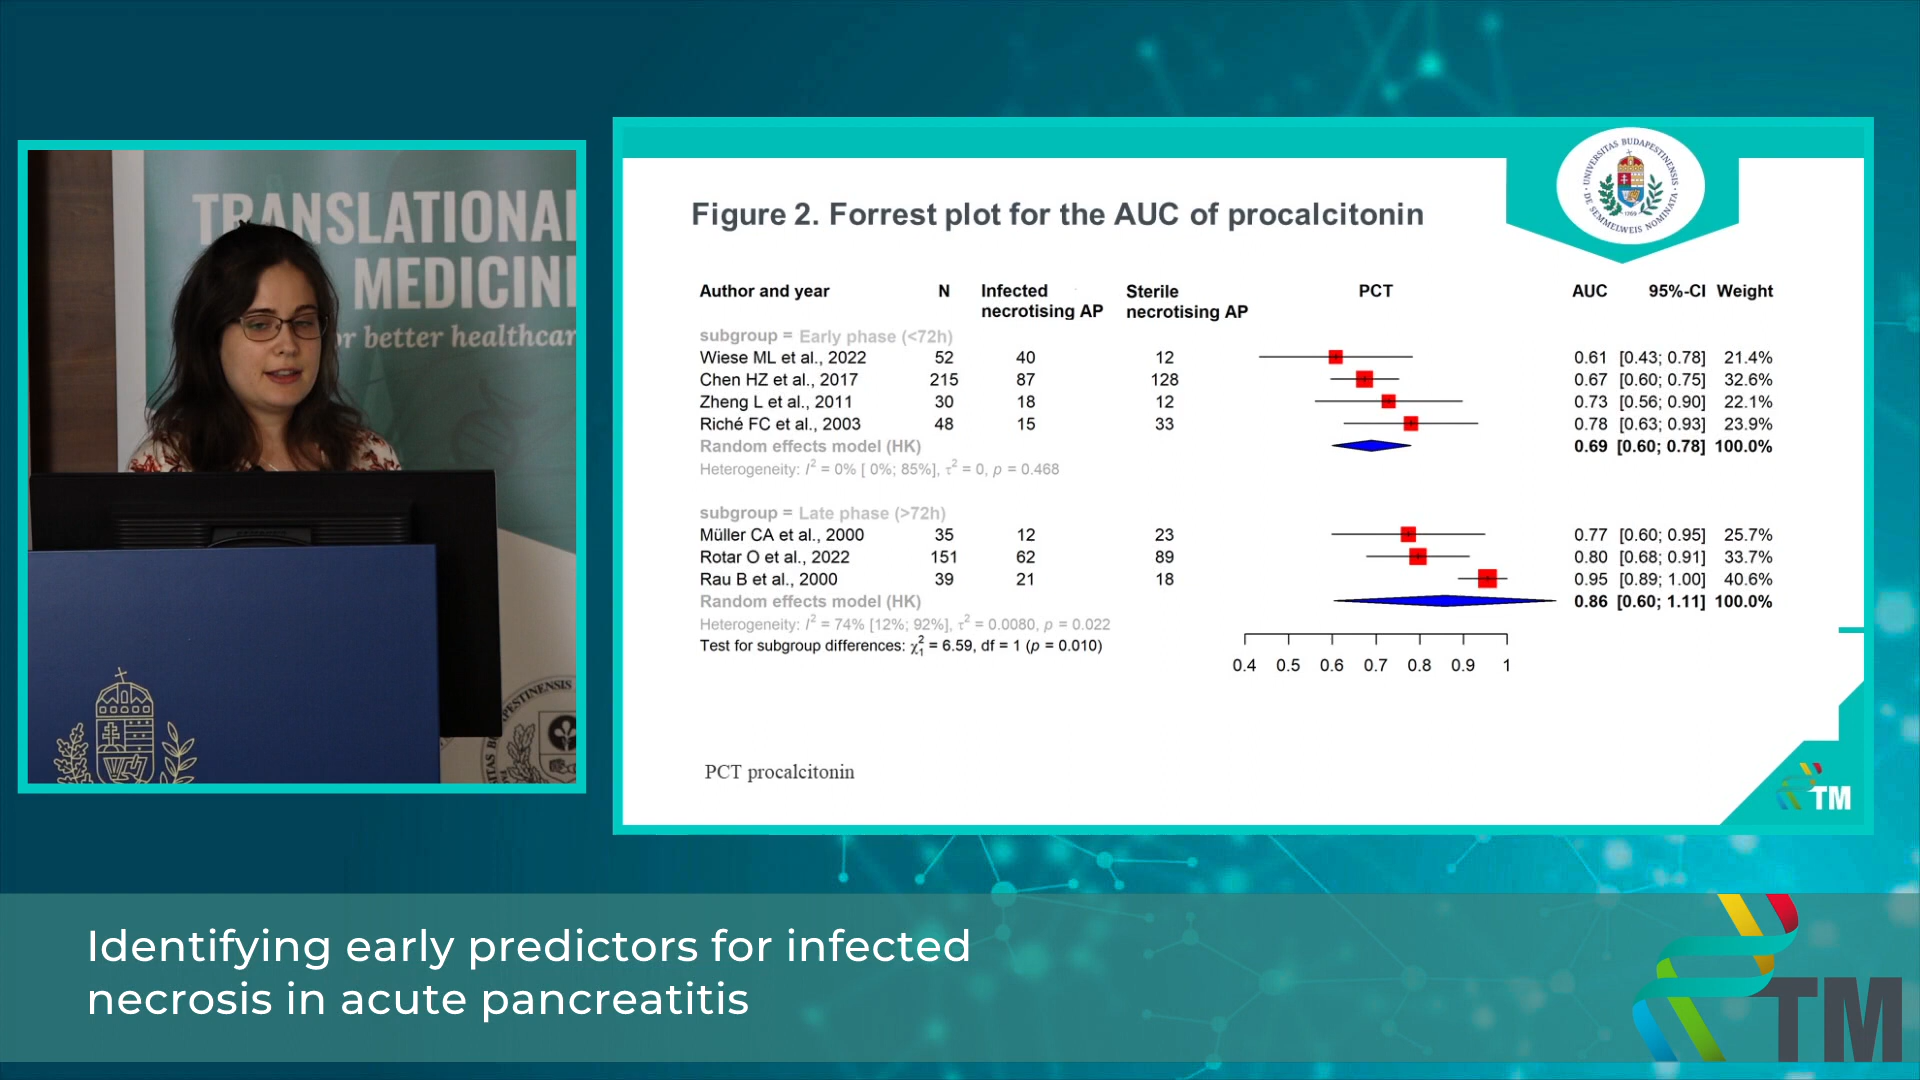 TRANSLATIONAL
MEDICINE
or better healthcar
Figure 2. Forrest plot for the AUC of procalcitonin
UNIVERSITAS BUDAPESTINENSIS
DE SEMMELWEIS NOMINATA
1769
Author and year N Infected necrotising AP Sterile necrotising AP PCT AUC 95%-CI Weight
subgroup = Early phase (<72h)
Wiese ML et al., 2022 52 40 12 0.61 [0.43; 0.78] 21.4%
Chen HZ et al., 2017 215 87 128 0.67 [0.60; 0.75] 32.6%
Zheng L et al., 2011 30 18 12 0.73 [0.56; 0.90] 22.1%
Riché FC et al., 2003 48 15 33 0.78 [0.63; 0.93] 23.9%
Random effects model (HK) 0.69 [0.60; 0.78] 100.0%
Heterogeneity: I² = 0% [ 0%; 85%], τ² = 0, p = 0.468
subgroup = Late phase (>72h)
Müller CA et al., 2000 35 12 23 0.77 [0.60; 0.95] 25.7%
Rotar O et al., 2022 151 62 89 0.80 [0.68; 0.91] 33.7%
Rau B et al., 2000 39 21 18 0.95 [0.89; 1.00] 40.6%
Random effects model (HK) 0.86 [0.60; 1.11] 100.0%
Heterogeneity: I² = 74% [12%; 92%], τ² = 0.0080, p = 0.022
Test for subgroup differences: χ²₁ = 6.59, df = 1 (p = 0.010)
0.4 0.5 0.6 0.7 0.8 0.9 1
PCT procalcitonin
TM
Identifying early predictors for infected
necrosis in acute pancreatitis
TM